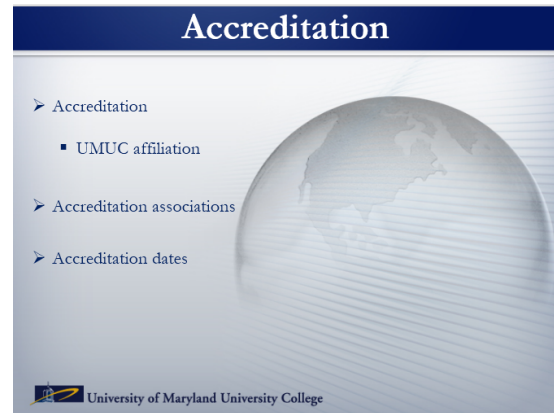 Accreditation
➢ Accreditation
▪ UMUC affiliation
➢ Accreditation associations
➢ Accreditation dates
University of Maryland University College